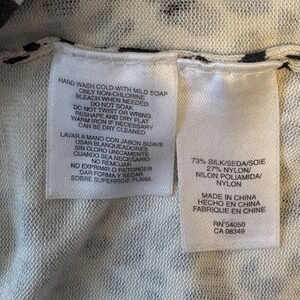 HAND WASH COLD WITH MILD SOAP
ONLY NON-CHLORINE
BLEACH WHEN NEEDED
DO NOT SOAK
DO NOT TWIST OR WRING
RESHAPE AND DRY FLAT
WARM IRON IF NECESSARY
CAN BE DRY CLEANED
LAVAR A MANO CON JABON SUAVE
USAR BLANQUEADORES
SIN CLORO UNICAMENTE
CUANDO SEA NECESARIO
NO REMOJAR
NO EXPRIMIR O RETORCER
DAR FORMA Y SECAR
SOBRE SUPERFICIE PLANA
73% SILK/SEDA/SOIE
27% NYLON/
NILON POLIAMIDA/
NYLON
MADE IN CHINA
HECHO EN CHINA
FABRIQUE EN CHINE
RN 54050
CA 08349